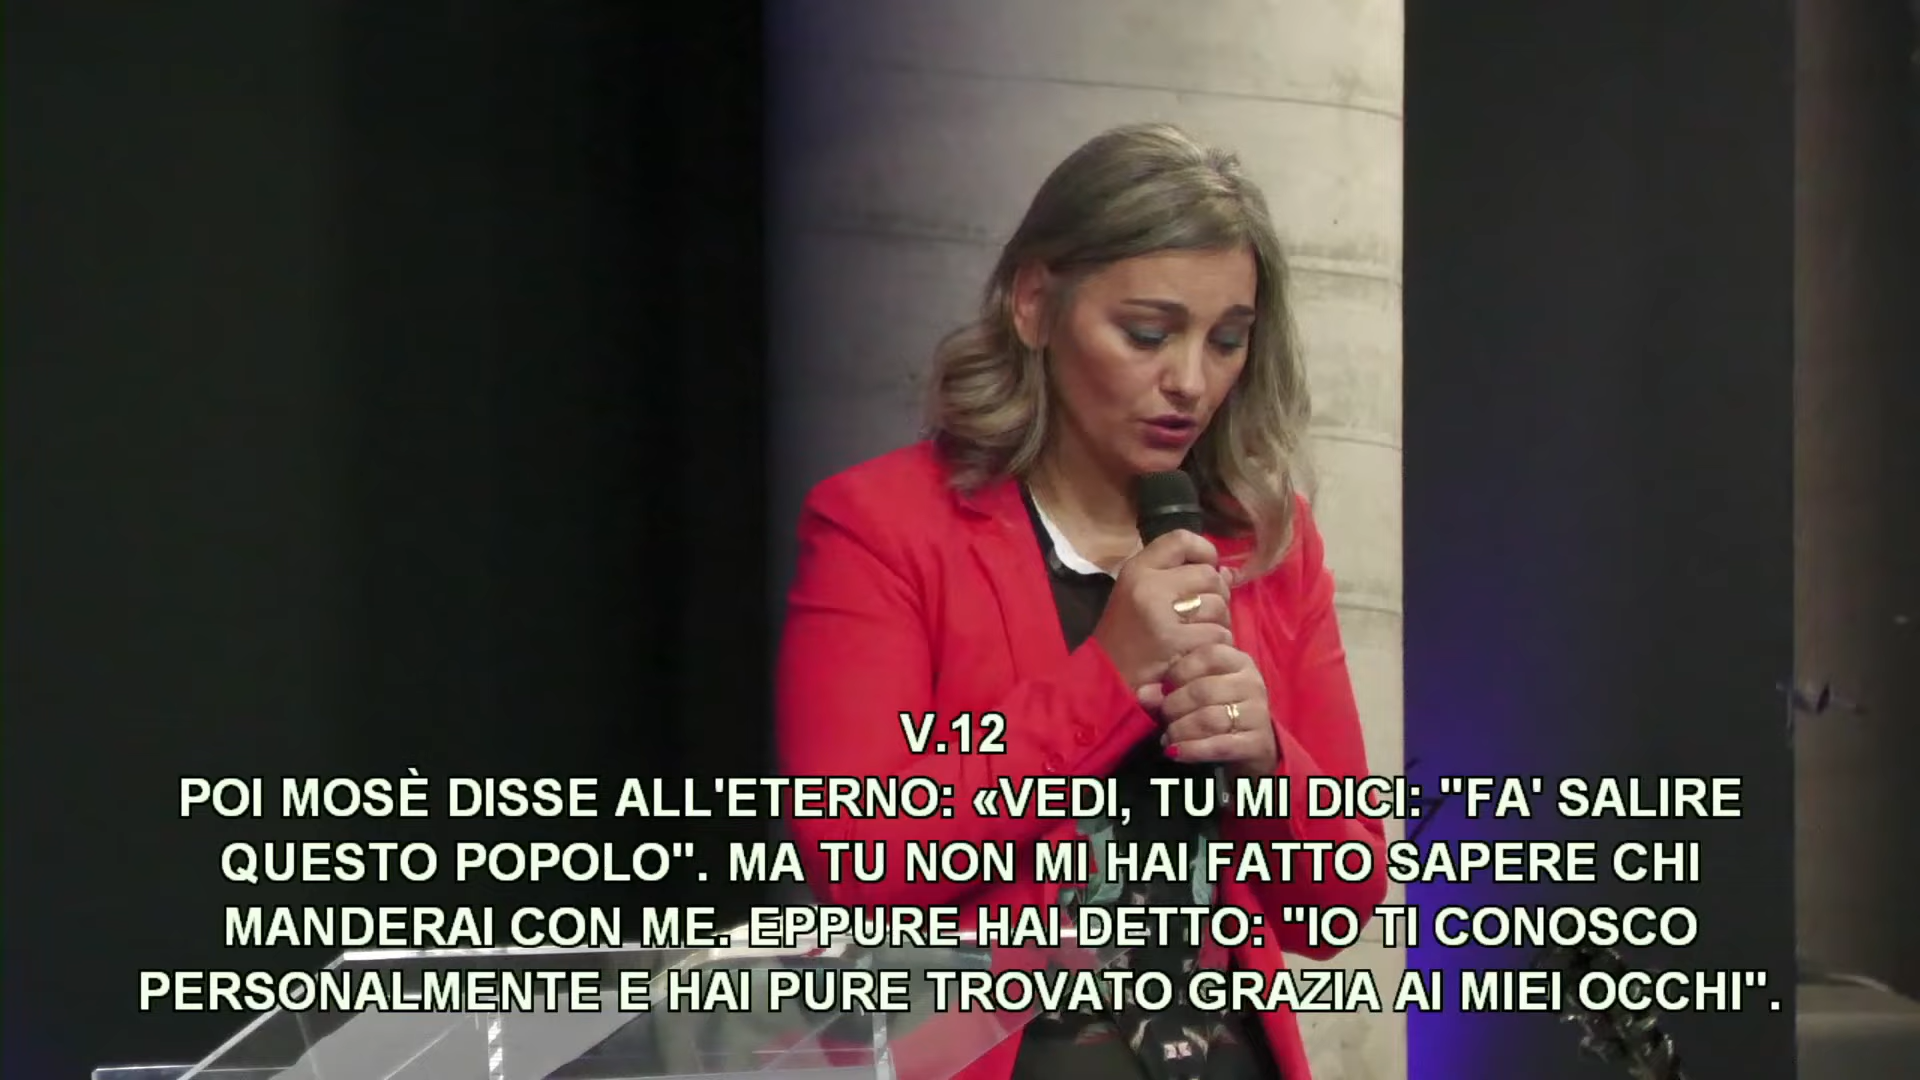 V.12
POI MOSÈ DISSE ALL'ETERNO: «VEDI, TU MI DICI: "FA' SALIRE
QUESTO POPOLO". MA TU NON MI HAI FATTO SAPERE CHI
MANDERAI CON ME. EPPURE HAI DETTO: "IO TI CONOSCO
PERSONALMENTE E HAI PURE TROVATO GRAZIA AI MIEI OCCHI".